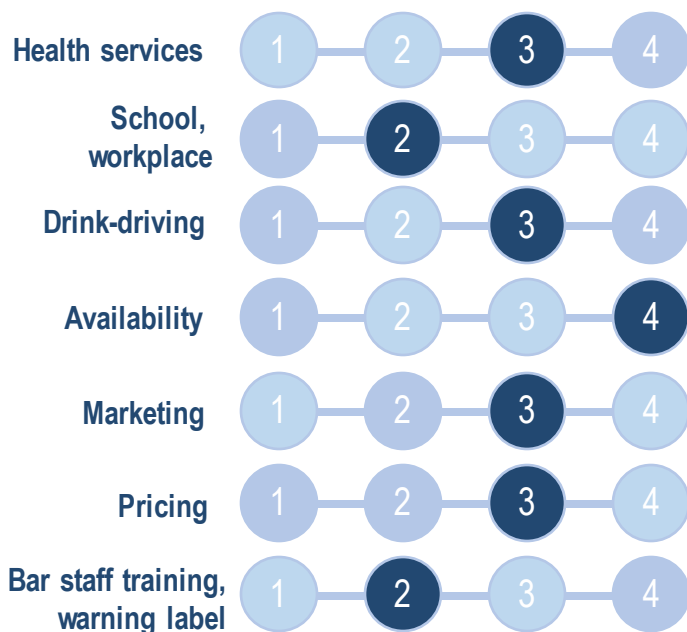 Health services 1 2 3 4
School,
workplace 1 2 3 4
Drink-driving 1 2 3 4
Availability 1 2 3 4
Marketing 1 2 3 4
Pricing 1 2 3 4
Bar staff training,
warning label 1 2 3 4